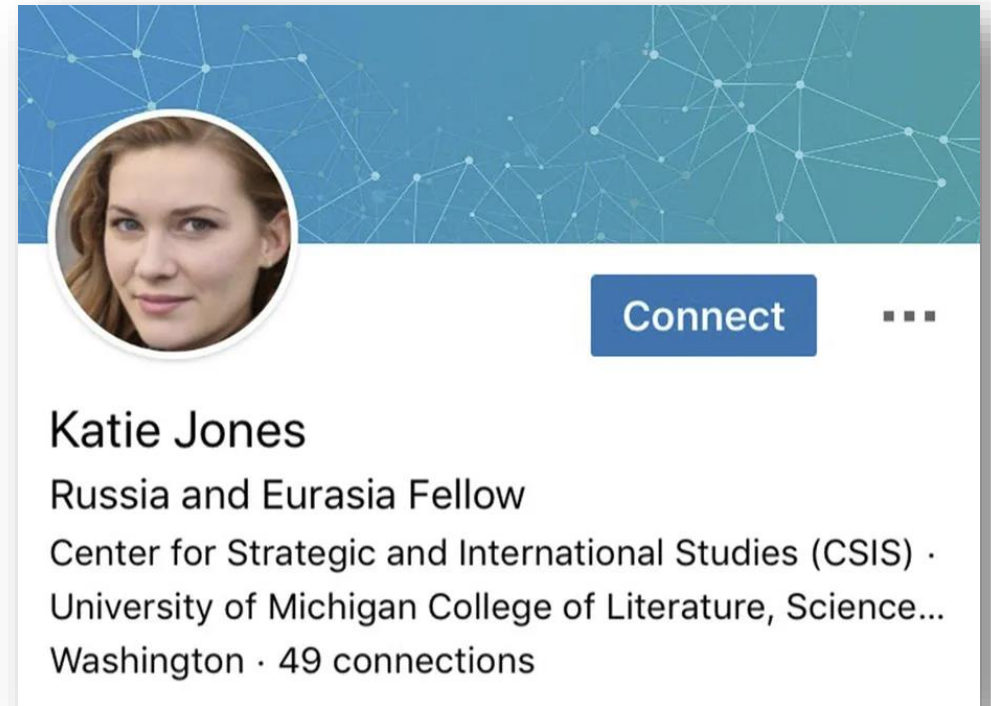 Connect
Katie Jones
Russia and Eurasia Fellow
Center for Strategic and International Studies (CSIS) ·
University of Michigan College of Literature, Science...
Washington · 49 connections